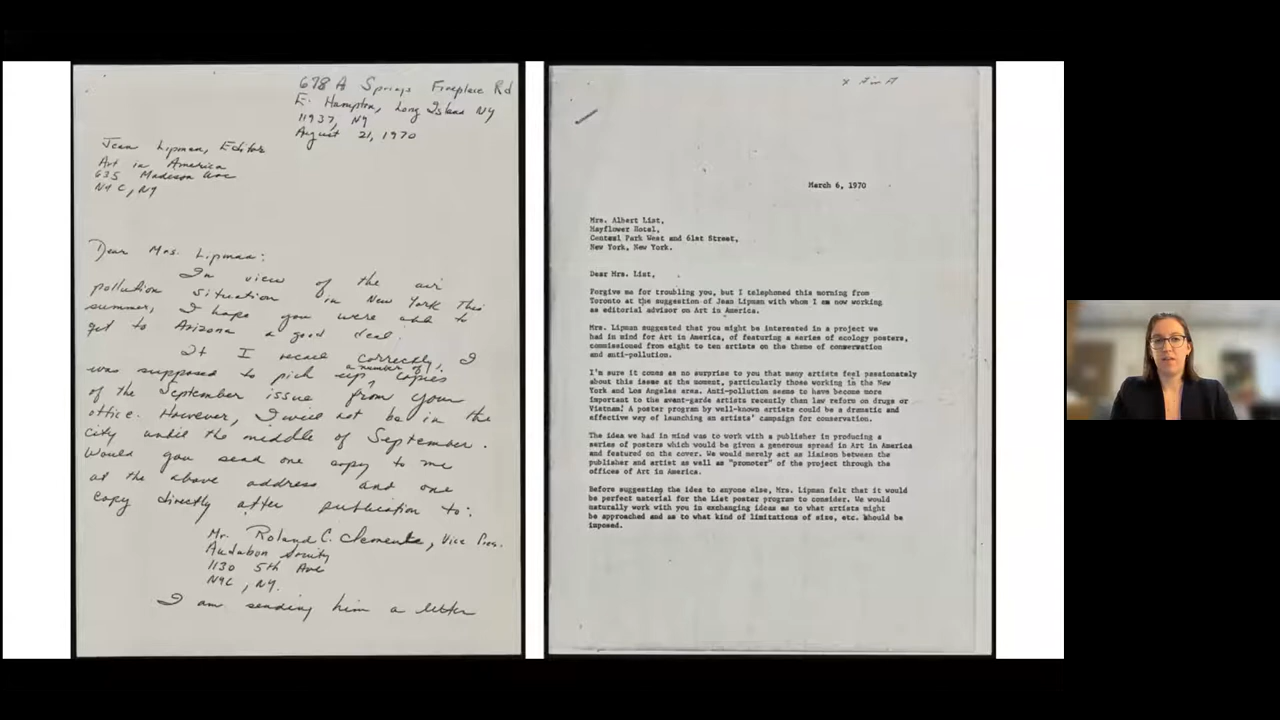 678 A Springs Fireplace Rd
E. Hampton, Long Island NY
11937, NY
August 21, 1970
Jean Lipman, Editor
Art in America
635 Madison Ave
NYC, NY
Dear Mrs. Lipman:
In view of the air
pollution situation in New York this
summer, I hope you were able to
get to Arizona a good deal.
If I recall correctly, I
was supposed to pick up a number of copies
of the September issue from your
office. However, I will not be in the
city until the middle of September.
Would you send one copy to me
at the above address and one
copy directly after publication to:
Mr. Roland C. Clement, Vice Pres.
Audabon Society
1130 5th Ave
NYC, NY.
I am sending him a letter
March 6, 1970
Mrs. Albert List,
Mayflower Hotel,
Central Park West and 61st Street,
New York, New York.
Dear Mrs. List,
Forgive me for troubling you, but I telephoned this morning from
Toronto at the suggestion of Jean Lipman with whom I am now working
as editorial advisor on Art in America.
Mrs. Lipman suggested that you might be interested in a project we
had in mind for Art in America, of featuring a series of ecology posters,
commissioned from eight to ten artists on the theme of conservation
and anti-pollution.
I'm sure it comes as no surprise to you that many artists feel passionately
about this issue at the moment, particularly those working in the New
York and Los Angeles area. Anti-pollution seems to have become more
important to the avant-garde artists recently then law reform on drugs or
Vietnam! A poster program by well-known artists could be a dramatic and
effective way of launching an artists' campaign for conservation.
The idea we had in mind was to work with a publisher in producing a
series of posters which would be given a generous spread in Art in America
and featured on the cover. We would merely act as liaison between the
publisher and artist as well as "promoter" of the project through the
offices of Art in America.
Before suggesting the idea to anyone else, Mrs. Lipman felt that it would
be perfect material for the List poster program to consider. We would
naturally work with you in exchanging ideas as to what artists might
be approached and as to what kind of limitations of size, etc. should be
imposed.